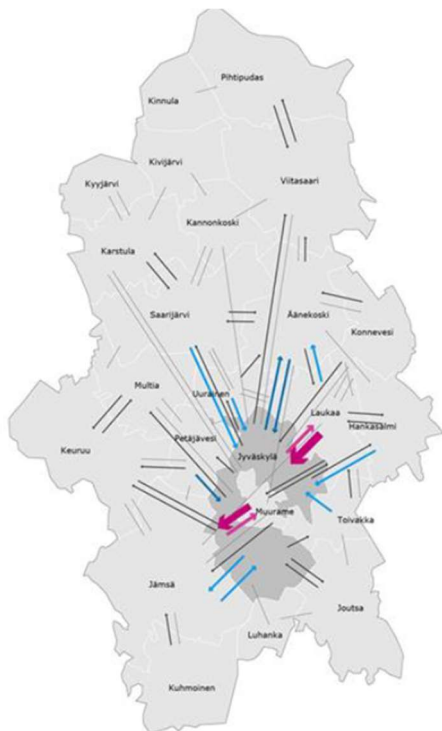 Pihtipudas
Kinnula
Kivijärvi
Kyyjärvi
Viitasaari
Kannonkoski
Karstula
Saarijärvi
Äänekoski
Konnevesi
Multia
Uurainen
Laukaa
Hankasalmi
Petäjävesi
Keuruu
Jyväskylä
Muurame
Toivakka
Jämsä
Joutsa
Luhanka
Kuhmoinen